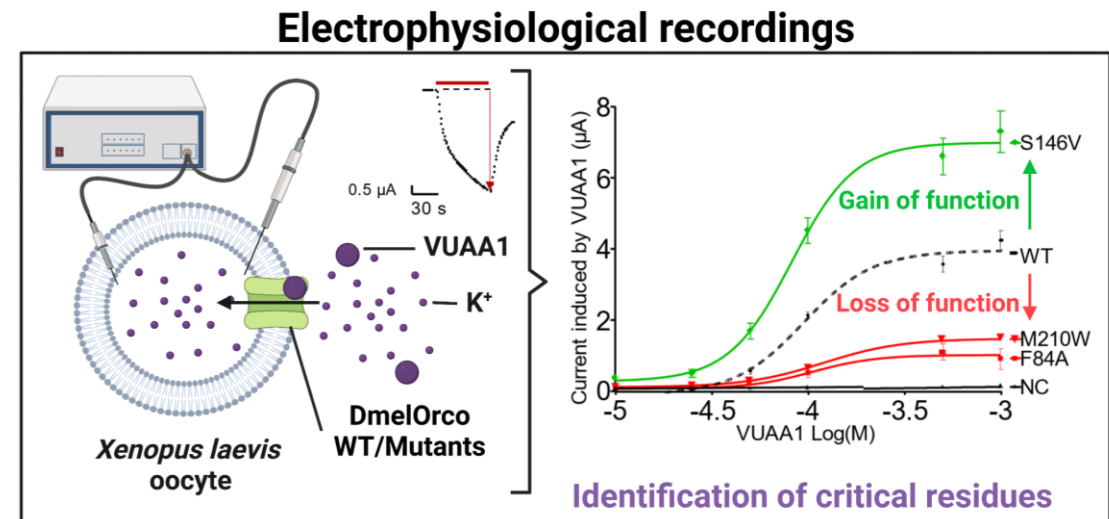 Electrophysiological recordings
0.5 µA
30 s
VUAA1
K+
DmelOrco
WT/Mutants
Xenopus laevis
oocyte
Current induced by VUAA1 (µA)
8
6
4
2
0
-5
-4.5
-4
-3.5
-3
VUAA1 Log(M)
S146V
Gain of function
WT
Loss of function
M210W
F84A
NC
Identification of critical residues